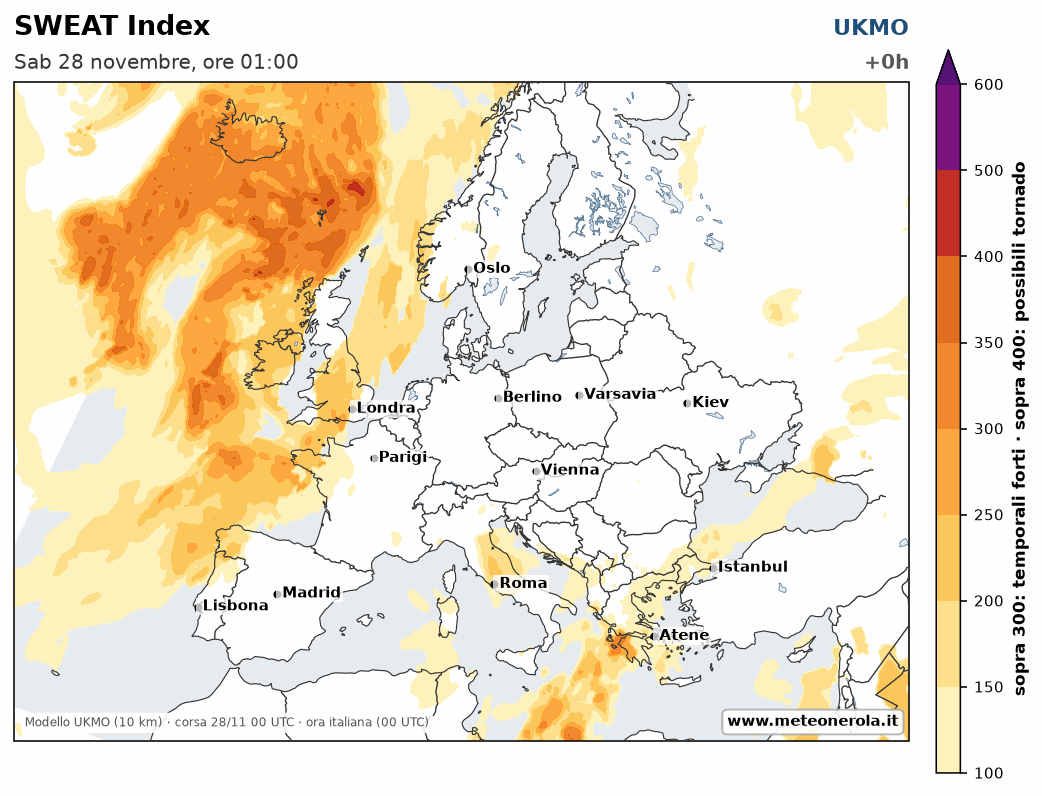 SWEAT Index
UKMO
Sab 28 novembre, ore 01:00
+0h
600
500
400
350
300
250
200
150
100
sopra 300: temporali forti · sopra 400: possibili tornado
Oslo
Berlino
Varsavia
Kiev
Londra
Parigi
Vienna
Istanbul
Roma
Madrid
Lisbona
Atene
Modello UKMO (10 km) · corsa 28/11 00 UTC · ora italiana (00 UTC)
www.meteonerola.it